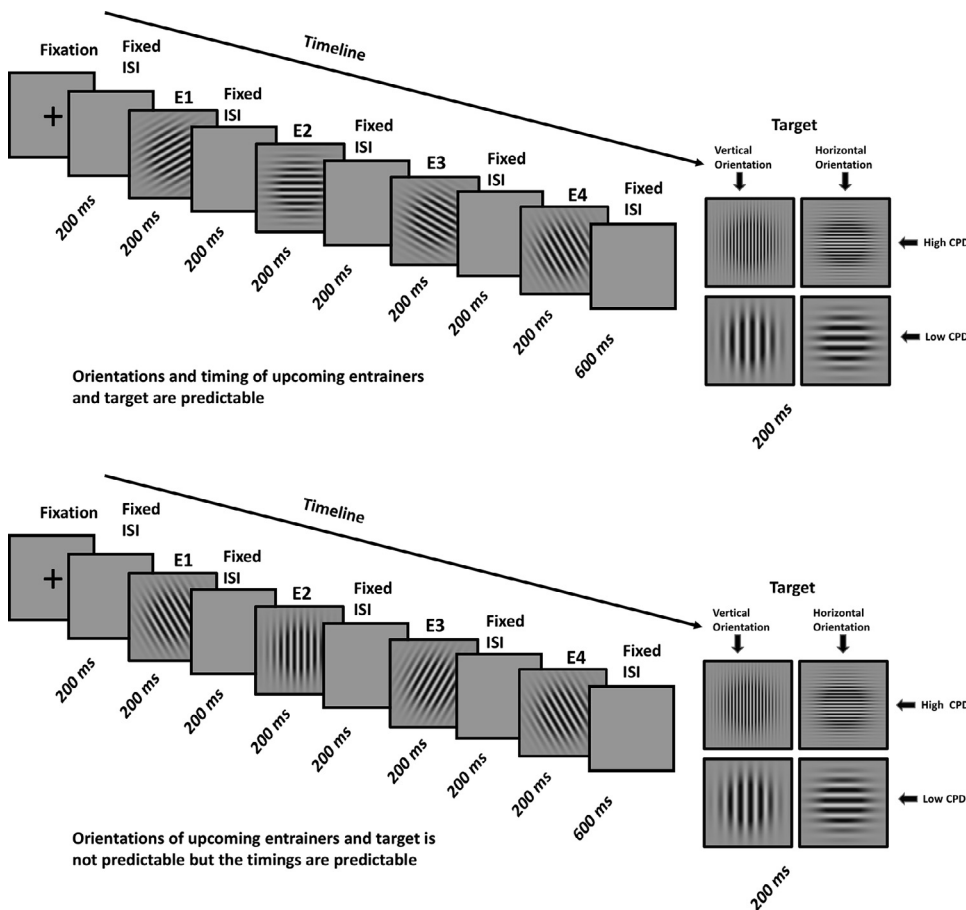 Timeline
Fixation
Fixed
ISI
E1
Fixed
ISI
E2
Fixed
ISI
E3
Fixed
ISI
E4
Fixed
ISI
200 ms
200 ms
200 ms
200 ms
200 ms
200 ms
200 ms
200 ms
600 ms
Target
Vertical
Orientation
Horizontal
Orientation
High CPD
Low CPD
200 ms
Orientations and timing of upcoming entrainers
and target are predictable
Timeline
Fixation
Fixed
ISI
E1
Fixed
ISI
E2
Fixed
ISI
E3
Fixed
ISI
E4
Fixed
ISI
200 ms
200 ms
200 ms
200 ms
200 ms
200 ms
200 ms
200 ms
600 ms
Target
Vertical
Orientation
Horizontal
Orientation
High CPD
Low CPD
200 ms
Orientations of upcoming entrainers and target is
not predictable but the timings are predictable